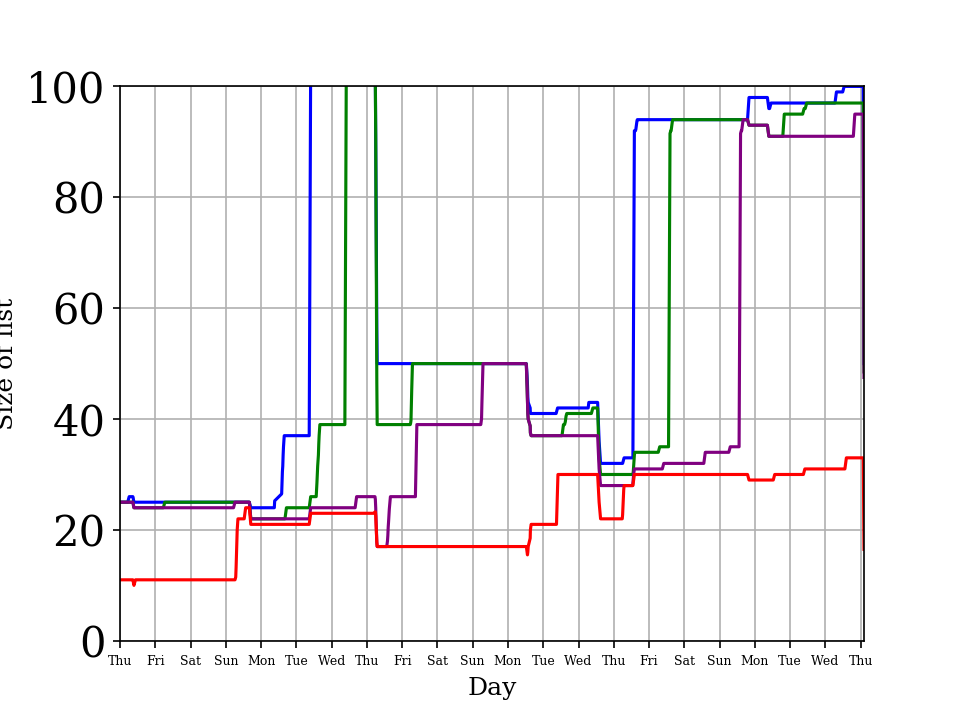 100
80
60
40
20
0
Size of list
Thu Fri Sat Sun Mon Tue Wed Thu Fri Sat Sun Mon Tue Wed Thu Fri Sat Sun Mon Tue Wed Thu
Day